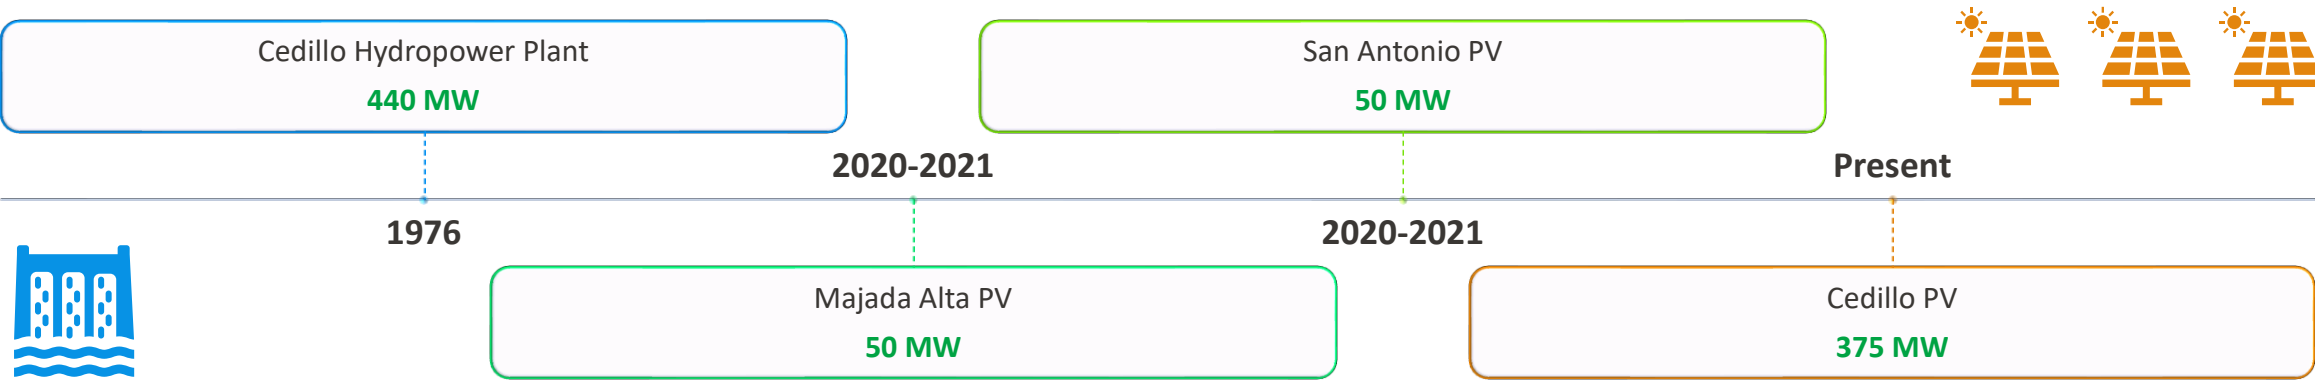 Cedillo Hydropower Plant
440 MW
1976
2020-2021
Majada Alta PV
50 MW
San Antonio PV
50 MW
2020-2021
Present
Cedillo PV
375 MW